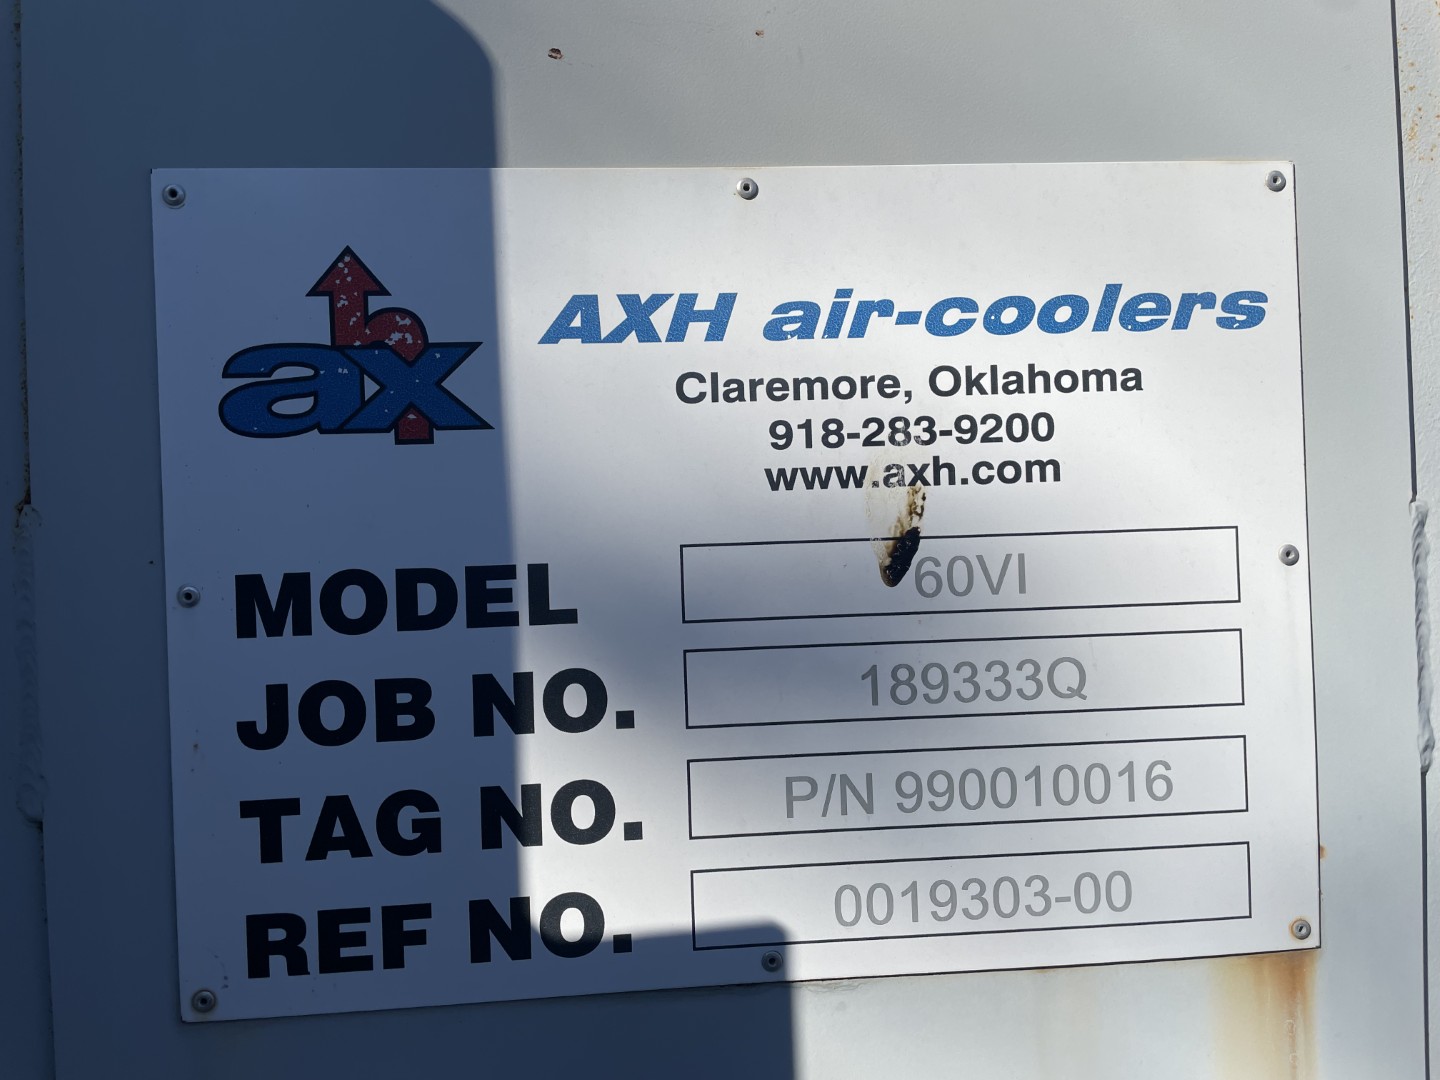 axh
AXH air-coolers
Claremore, Oklahoma
918-283-9200
www.axh.com
MODEL 60VI
JOB NO. 189333Q
TAG NO. P/N 990010016
REF NO. 0019303-00